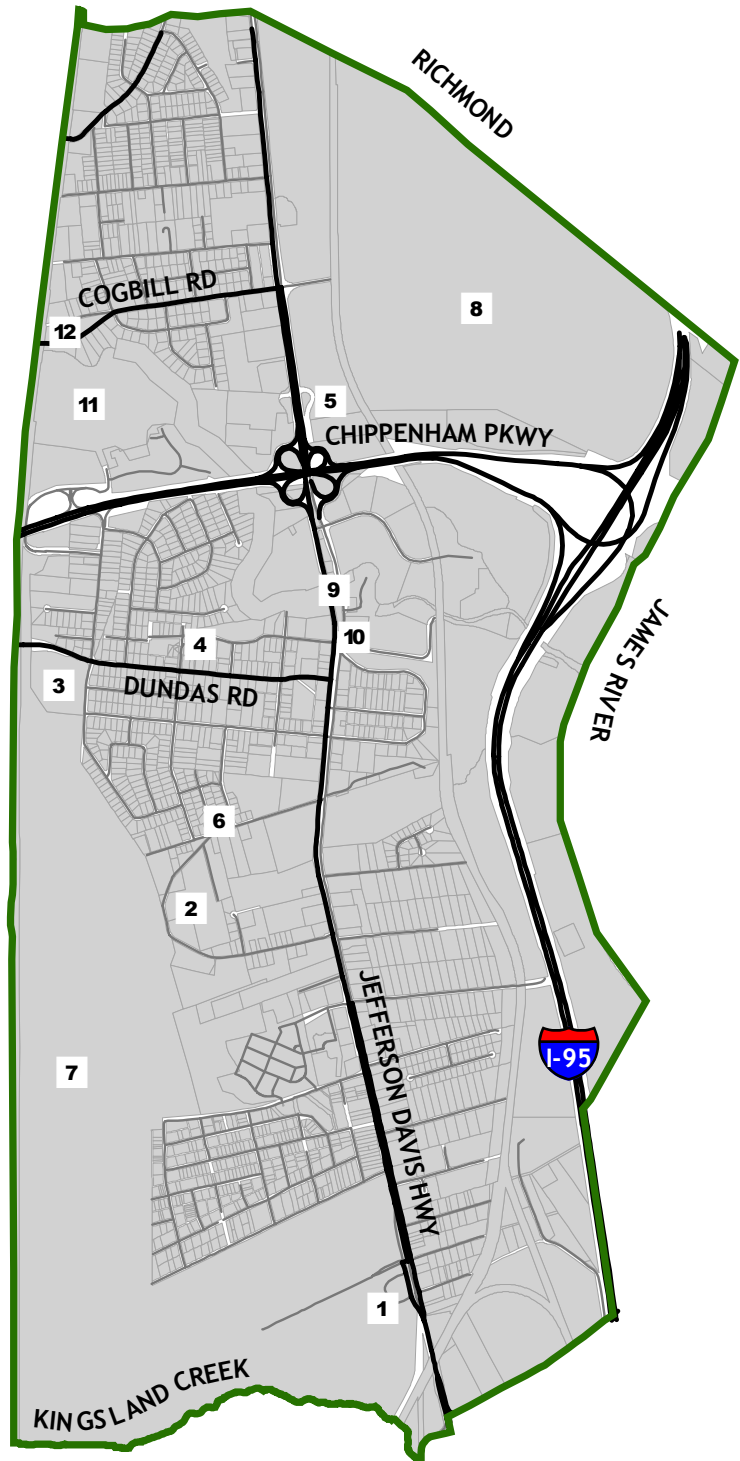 RICHMOND
COGBILL RD
8
12
11
5
CHIPPENHAM PKWY
9
JAMES RIVER
10
4
3
DUNDAS RD
6
2
JEFFERSON DAVIS HWY
I-95
7
1
KINGSLAND CREEK